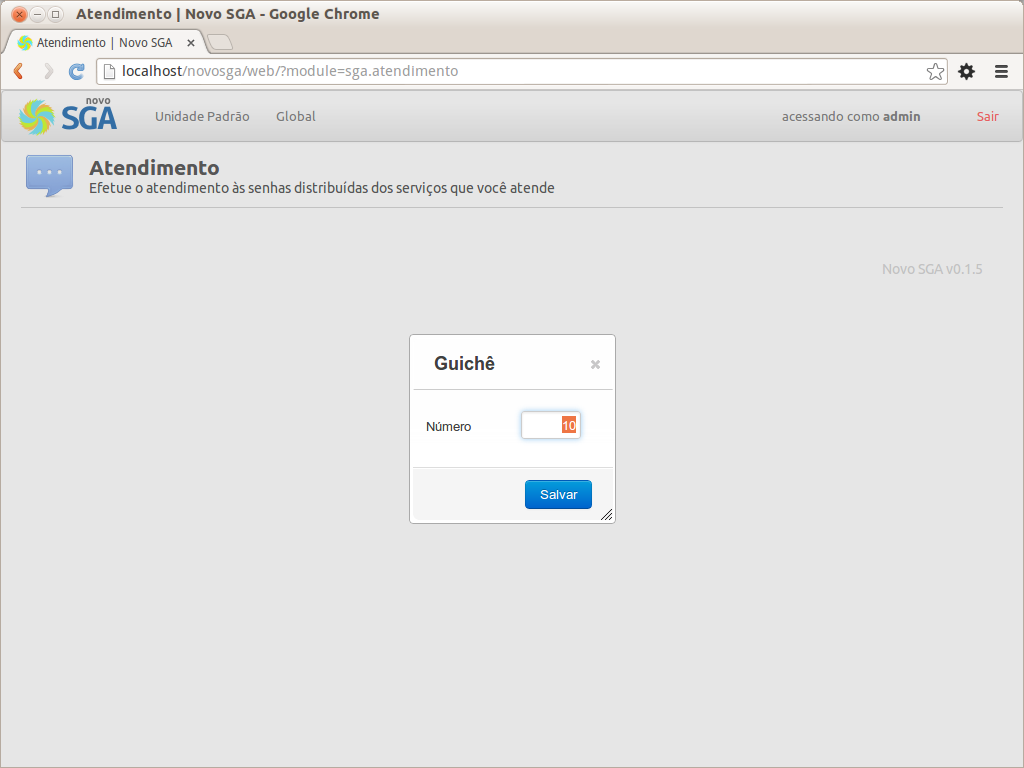 Atendimento | Novo SGA - Google Chrome
Atendimento | Novo SGA
localhost/novosga/web/?module=sga.atendimento
novo
SGA
Unidade Padrão Global acessando como admin Sair
Atendimento
Efetue o atendimento às senhas distribuídas dos serviços que você atende
Novo SGA v0.1.5
Guichê
Número 10
Salvar